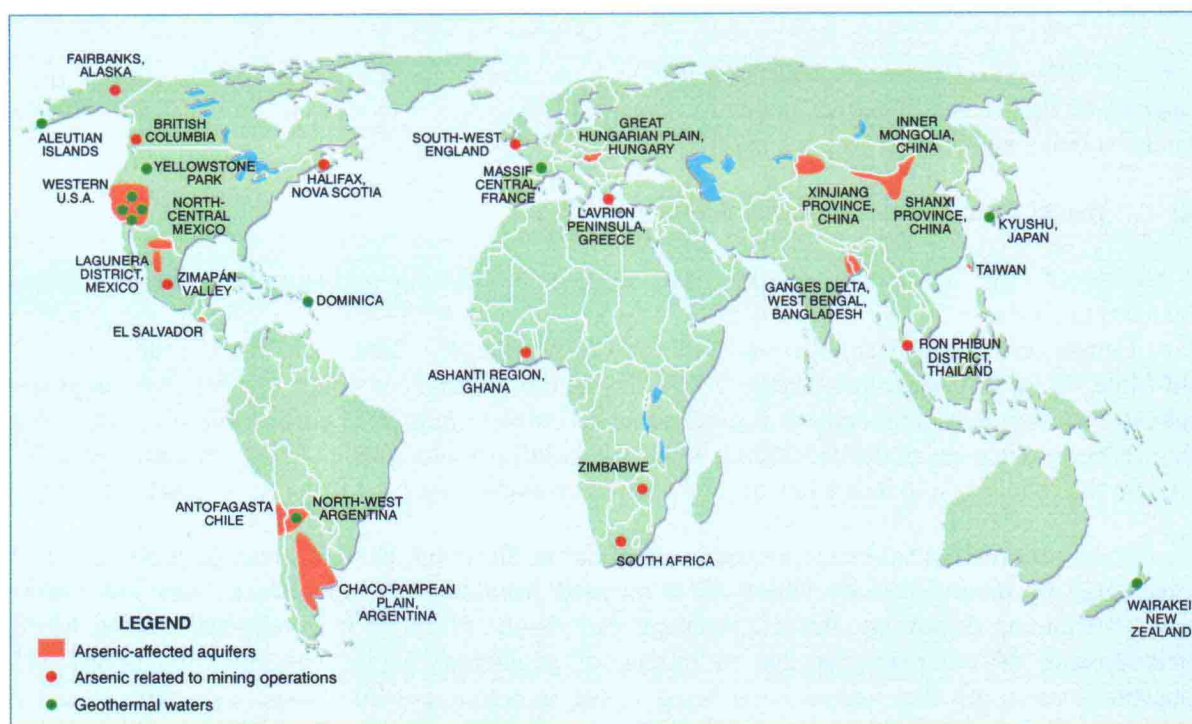 FAIRBANKS,
ALASKA
ALEUTIAN
ISLANDS
BRITISH
COLUMBIA
YELLOWSTONE
PARK
HALIFAX,
NOVA SCOTIA
WESTERN
U.S.A.
NORTH-
CENTRAL
MEXICO
LAGUNERA
DISTRICT,
MEXICO
ZIMAPÁN
VALLEY
DOMINICA
EL SALVADOR
SOUTH-WEST
ENGLAND
GREAT
HUNGARIAN PLAIN,
HUNGARY
MASSIF
CENTRAL,
FRANCE
LAVRION
PENINSULA,
GREECE
INNER
MONGOLIA,
CHINA
XINJIANG
PROVINCE,
CHINA
SHANXI
PROVINCE,
CHINA
KYUSHU,
JAPAN
TAIWAN
GANGES DELTA,
WEST BENGAL,
BANGLADESH
RON PHIBUN
DISTRICT,
THAILAND
ASHANTI REGION,
GHANA
ZIMBABWE
SOUTH AFRICA
ANTOFAGASTA
CHILE
NORTH-WEST
ARGENTINA
CHACO-PAMPEAN
PLAIN,
ARGENTINA
WAIRAKEI
NEW
ZEALAND
LEGEND
Arsenic-affected aquifers
Arsenic related to mining operations
Geothermal waters